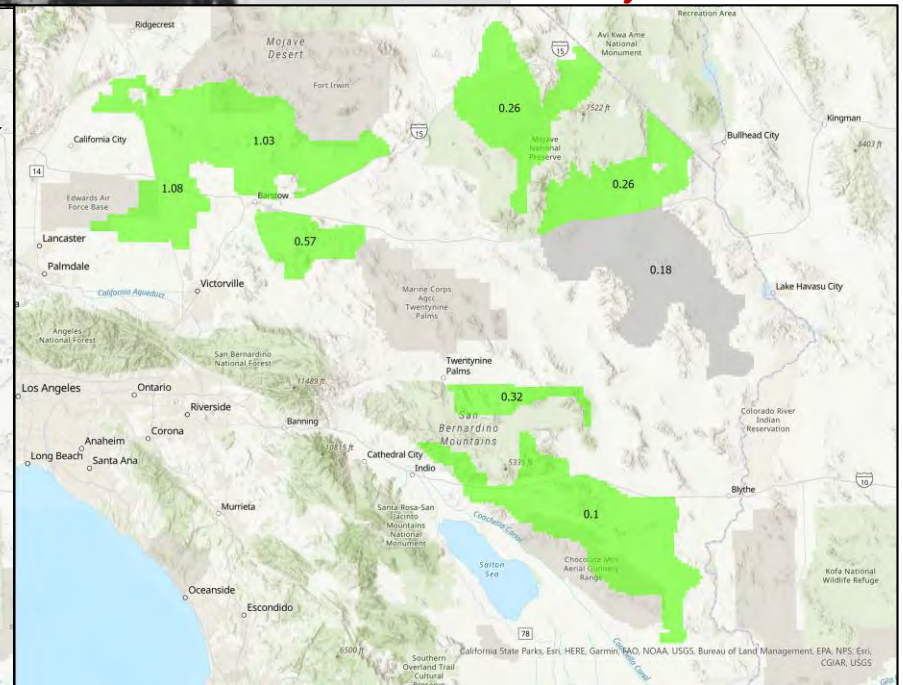 Ridgecrest
Mojave
Desert
Fort Irwin
15
Recreation Area
Avi Kwa Ame
National
Monument
Kingman
California City
1.03
0.26
7522 ft
Bullhead City
8403 ft
15
14
Mojave
National
Preserve
1.08
0.26
Edwards Air
Force Base
Barstow
Lancaster
0.57
0.18
Palmdale
Victorville
California Aqueduct
Marine Corps
Agcc
Twentynine
Palms
Lake Havasu City
Angeles
National Forest
San Bernardino
National Forest
11489 ft
Twentynine
Palms
Los Angeles
Ontario
0.32
Riverside
San
Bernardino
Mountains
Colorado River
Indian
Reservation
Anaheim
Corona
Banning
10815 ft
Long Beach
Santa Ana
Cathedral City
Indio
5335 ft
10
Blythe
Murrieta
Santa Rosa-San
Jacinto
Mountains
National
Monument
Coachella Canal
0.1
Salton
Sea
Chocolate Mtn
Aerial Gunnery
Range
Kofa National
Wildlife Refuge
Oceanside
Escondido
78
6500 ft
Southern
Overland Trail
Cultural
Preserve
Coachella Canal
California State Parks, Esri, HERE, Garmin, FAO, NOAA, USGS, Bureau of Land Management, EPA, NPS, Esri,
CGIAR, USGS
Gila